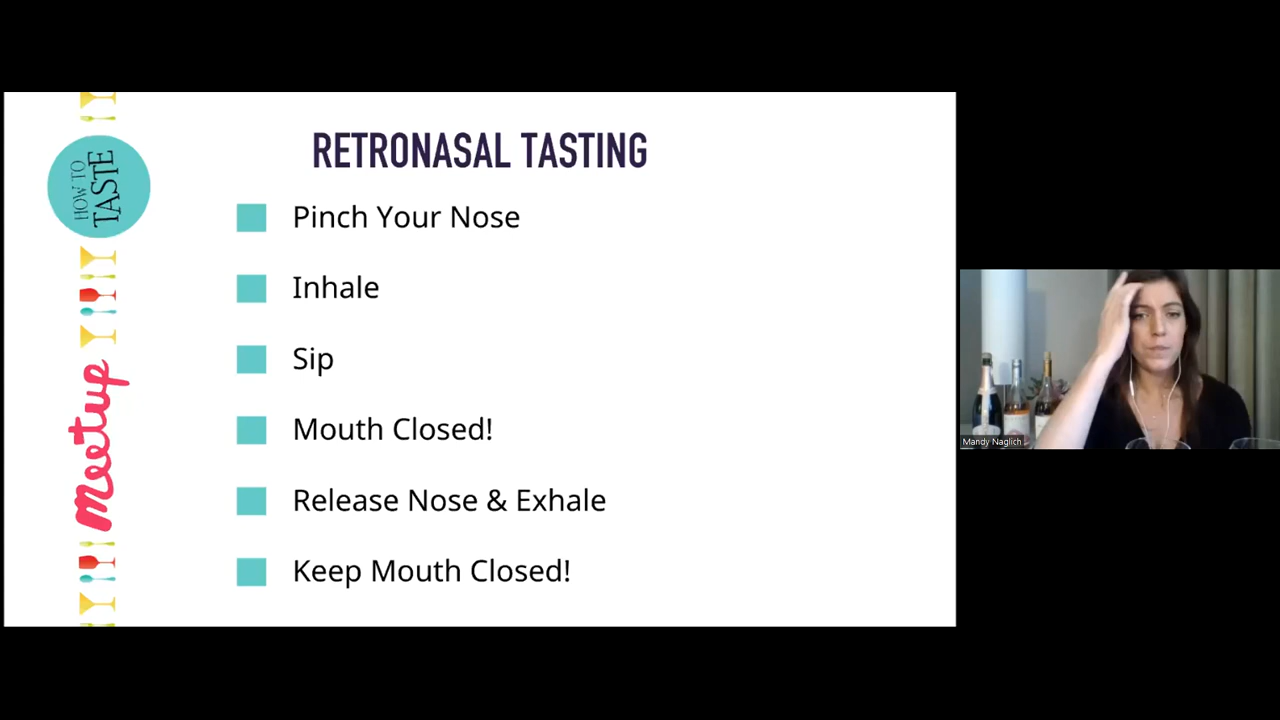 RETRONASAL TASTING
HOW TO
TASTE
Pinch Your Nose
Inhale
Sip
Mouth Closed!
Release Nose & Exhale
Keep Mouth Closed!
meetup
Mandy Naglich